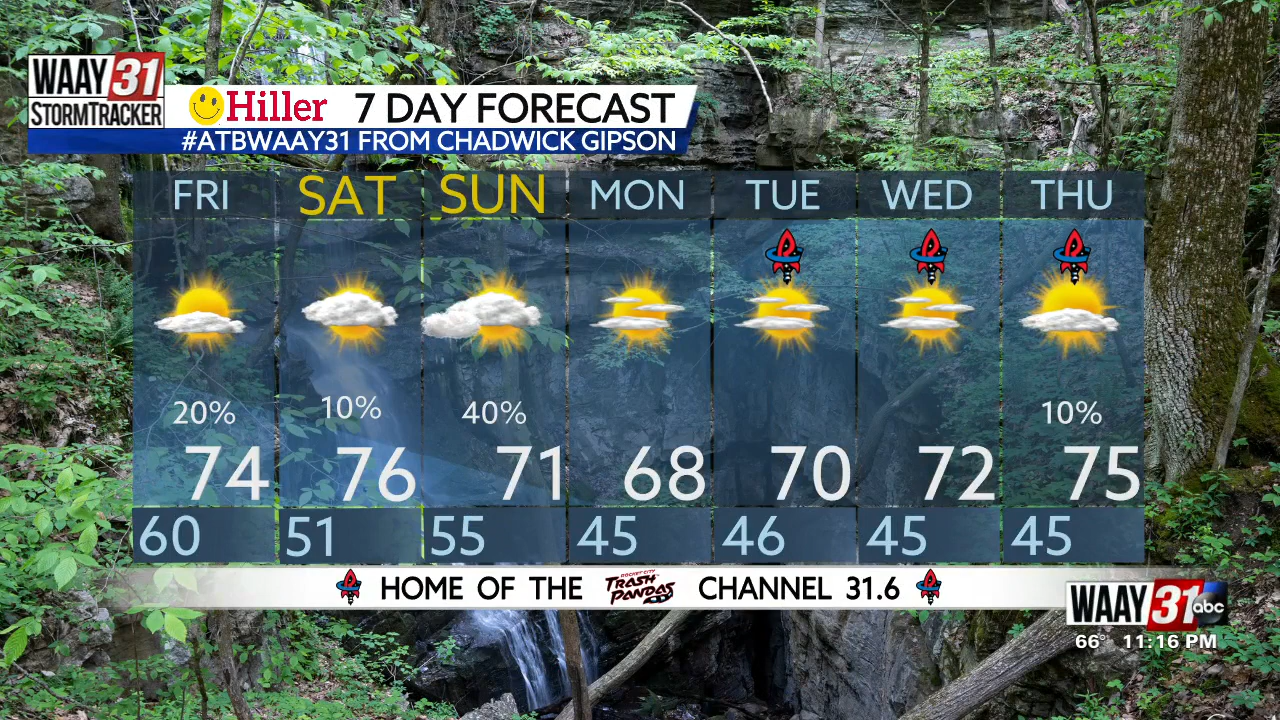 WAAY 31
STORMTRACKER
Hiller 7 DAY FORECAST
#ATBWAAY31 FROM CHADWICK GIPSON
FRI SAT SUN MON TUE WED THU
20% 10% 40% 10%
74 76 71 68 70 72 75
60 51 55 45 46 45 45
HOME OF THE ROCKET CITY TRASH PANDAS CHANNEL 31.6
WAAY 31 abc
66° 11:16 PM